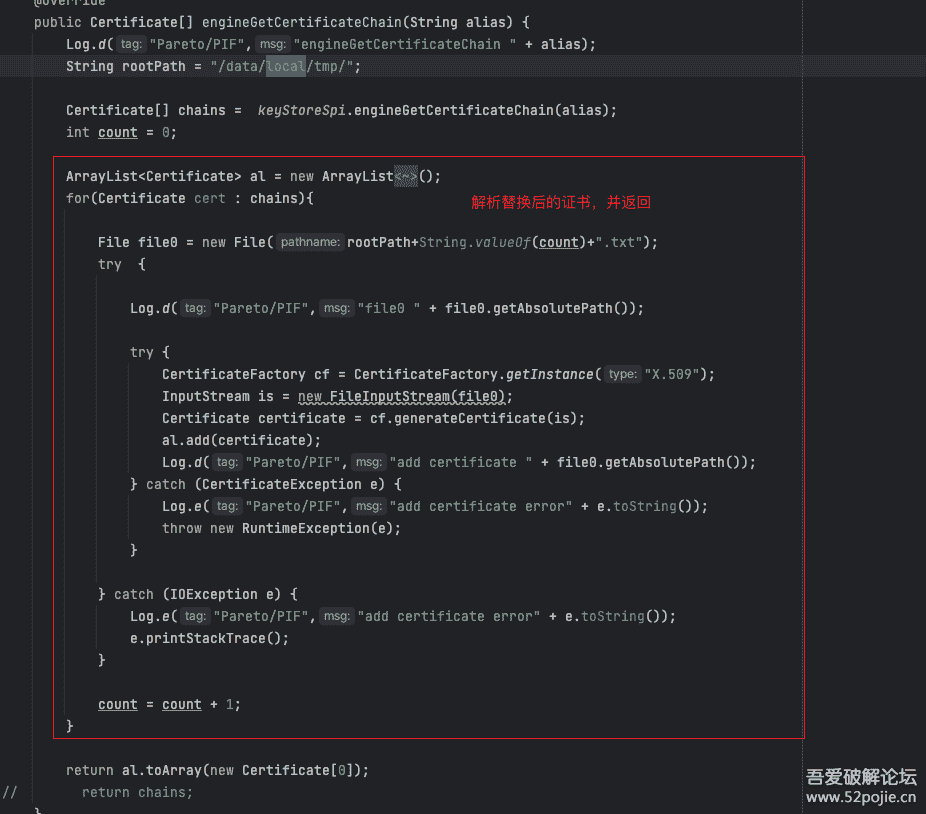 @Override
public Certificate[] engineGetCertificateChain(String alias) {
Log.d( tag: "Pareto/PIF", msg: "engineGetCertificateChain " + alias);
String rootPath = "/data/local/tmp/";
Certificate[] chains = keyStoreSpi.engineGetCertificateChain(alias);
int count = 0;
ArrayList<Certificate> al = new ArrayList<~>();
for(Certificate cert : chains){
解析替换后的证书，并返回
File file0 = new File( pathname: rootPath+String.valueOf(count)+".txt");
try {
Log.d( tag: "Pareto/PIF", msg: "file0 " + file0.getAbsolutePath());
try {
CertificateFactory cf = CertificateFactory.getInstance( type: "X.509");
InputStream is = new FileInputStream(file0);
Certificate certificate = cf.generateCertificate(is);
al.add(certificate);
Log.d( tag: "Pareto/PIF", msg: "add certificate " + file0.getAbsolutePath());
} catch (CertificateException e) {
Log.e( tag: "Pareto/PIF", msg: "add certificate error" + e.toString());
throw new RuntimeException(e);
}
} catch (IOException e) {
Log.e( tag: "Pareto/PIF", msg: "add certificate error" + e.toString());
e.printStackTrace();
}
count = count + 1;
}
return al.toArray(new Certificate[0]);
// return chains;
}
吾爱破解论坛
www.52pojie.cn